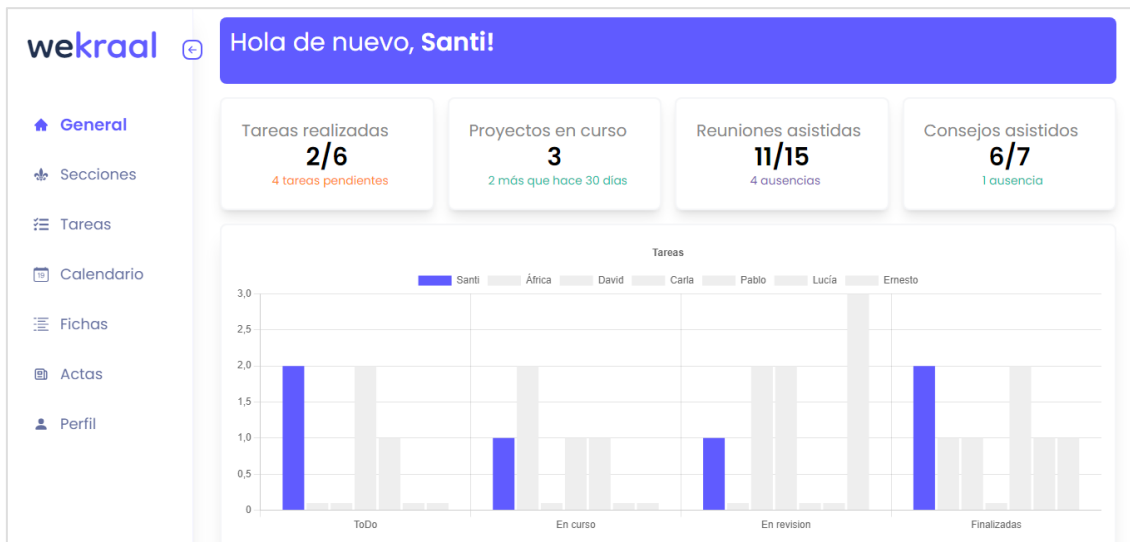 wekraal
Hola de nuevo, Santi!
General
Secciones
Tareas
19
Calendario
Fichas
Actas
Perfil
Tareas realizadas
2/6
4 tareas pendientes
Proyectos en curso
3
2 más que hace 30 días
Reuniones asistidas
11/15
4 ausencias
Consejos asistidos
6/7
1 ausencia
Tareas
Santi África David Carla Pablo Lucía Ernesto
3,0
2,5
2,0
1,5
1,0
0,5
0
ToDo En curso En revision Finalizadas